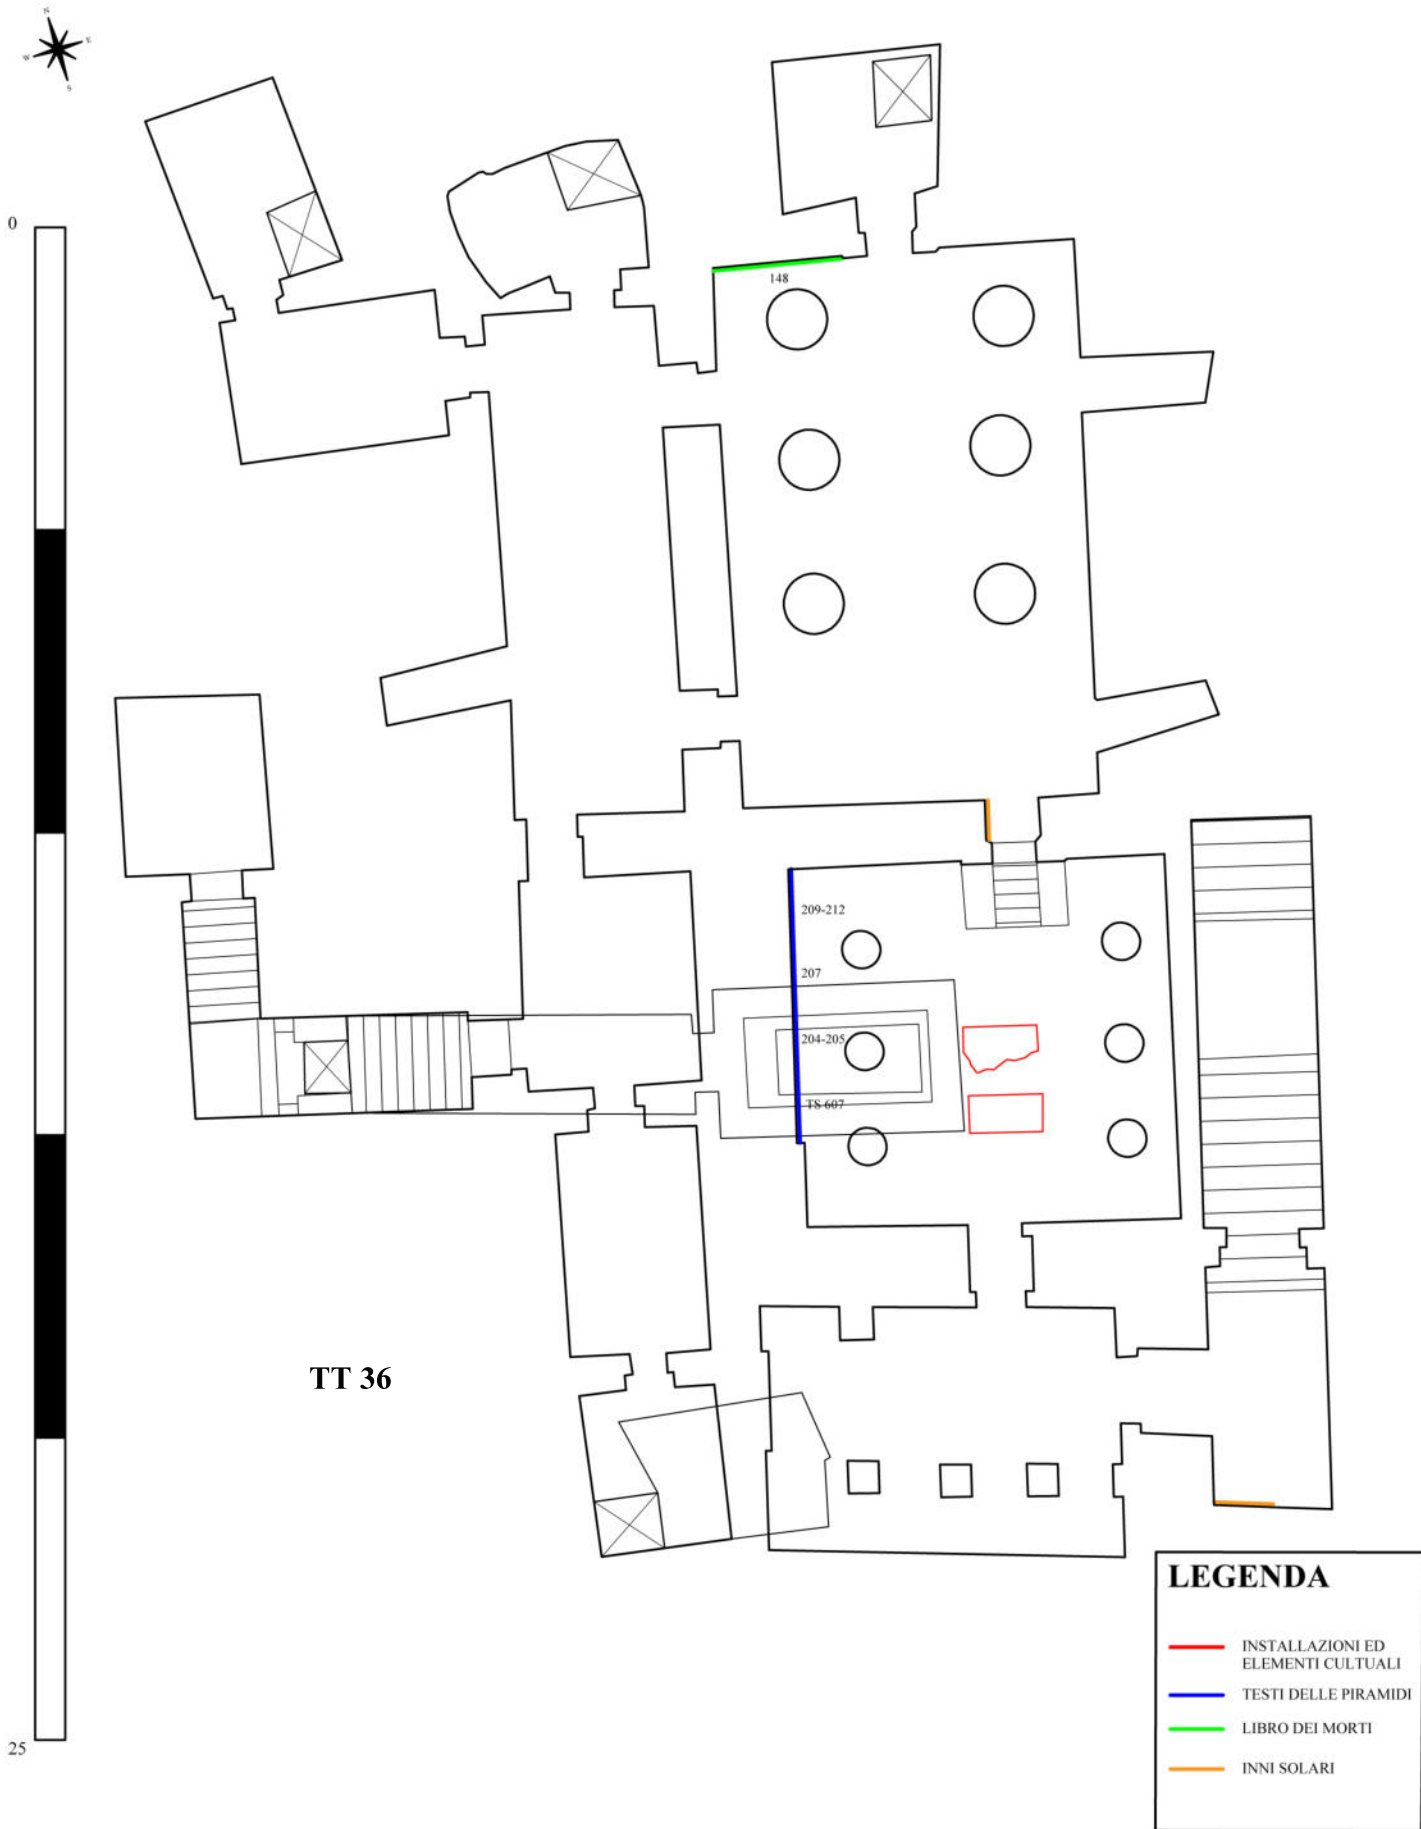 N
E
W
S
0
148
209-212
207
204-205
TS 607
TT 36
25
LEGENDA
INSTALLAZIONI ED
ELEMENTI CULTUALI
TESTI DELLE PIRAMIDI
LIBRO DEI MORTI
INNI SOLARI